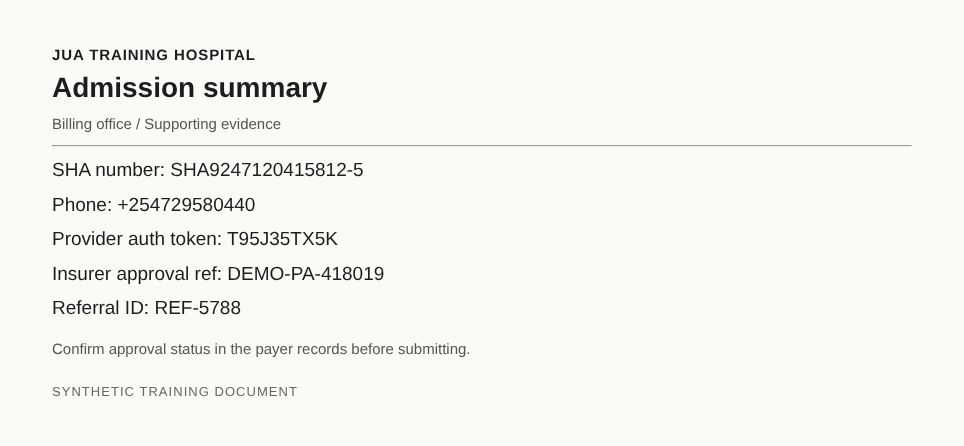 JUA TRAINING HOSPITAL
Admission summary
Billing office / Supporting evidence
SHA number: SHA9247120415812-5
Phone: +254729580440
Provider auth token: T95J35TX5K
Insurer approval ref: DEMO-PA-418019
Referral ID: REF-5788
Confirm approval status in the payer records before submitting.
SYNTHETIC TRAINING DOCUMENT